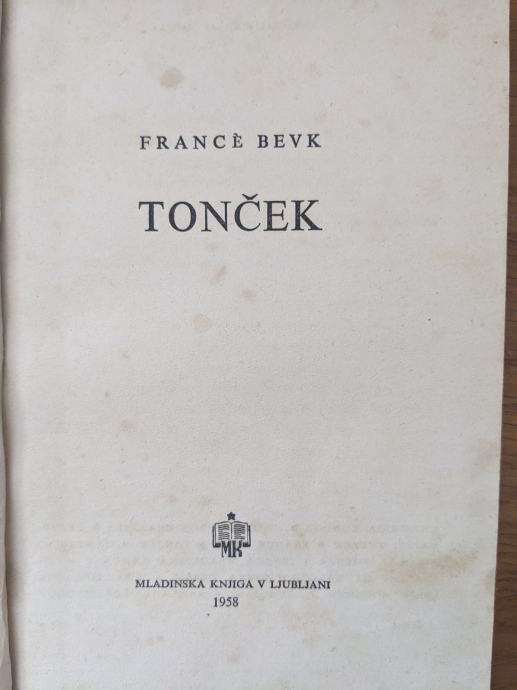 FRANCÈ BEVK
TONČEK
MK
MLADINSKA KNJIGA V LJUBLJANI
1958